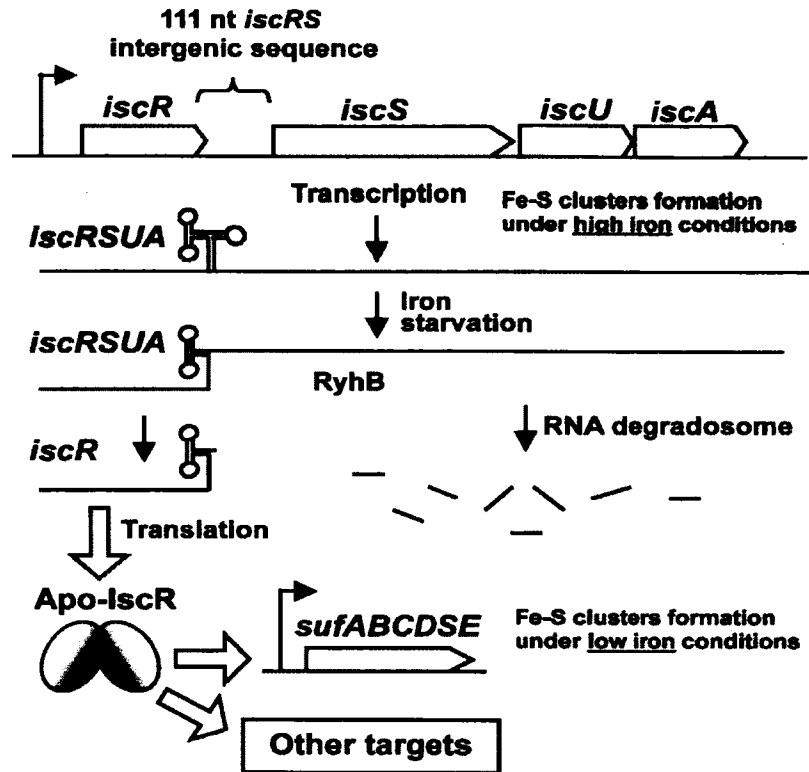 111 nt iscRS
intergenic sequence
iscR
iscS
iscU
iscA
Transcription
Fe-S clusters formation
under high iron conditions
IscRSUA
Iron
starvation
iscRSUA
RyhB
RNA degradosome
iscR
Translation
Apo-IscR
sufABCDSE
Fe-S clusters formation
under low iron conditions
Other targets